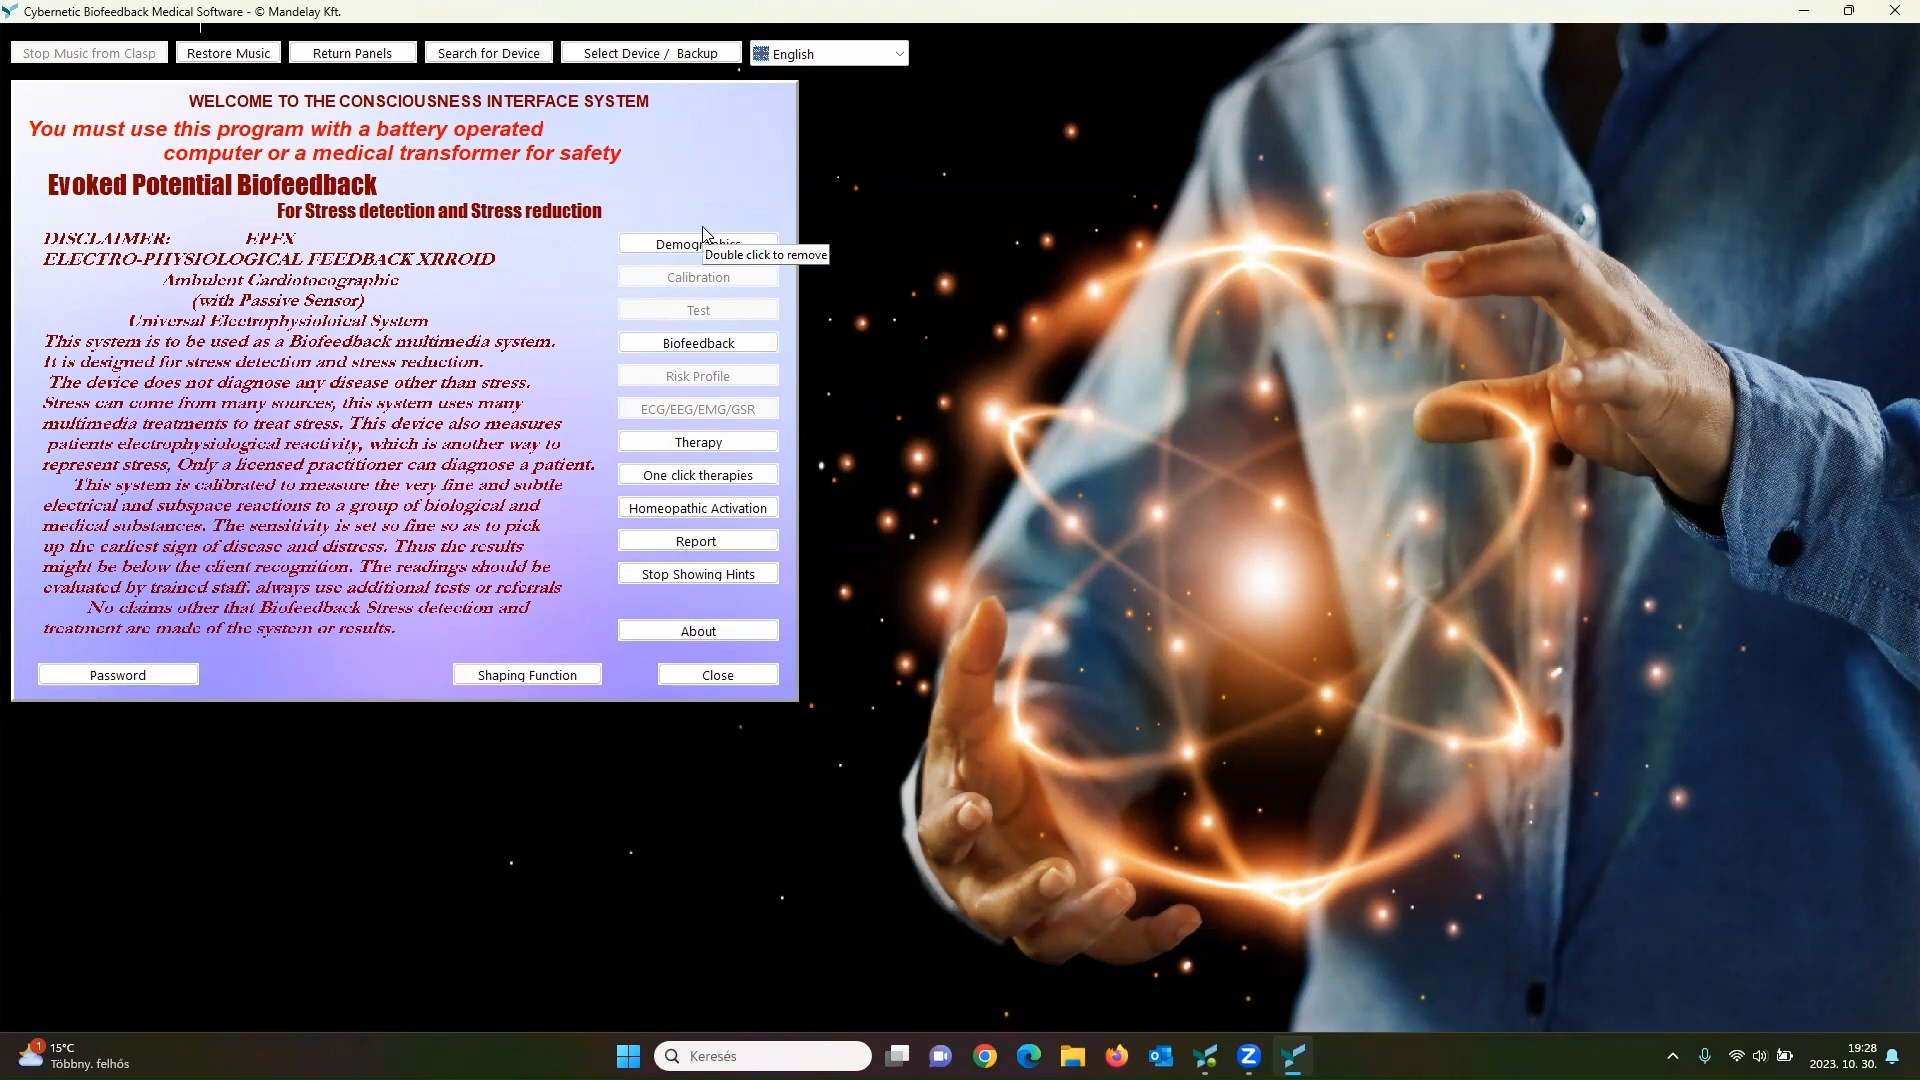 Cybernetic Biofeedback Medical Software - © Mandelay Kft.
Stop Music from Clasp
Restore Music
Return Panels
Search for Device
Select Device / Backup
English
WELCOME TO THE CONSCIOUSNESS INTERFACE SYSTEM
You must use this program with a battery operated
computer or a medical transformer for safety
Evoked Potential Biofeedback
For Stress detection and Stress reduction
DISCLAIMER: EPFX
ELECTRO-PHYSIOLOGICAL FEEDBACK XRROID
Ambulent Cardiotocographic
(with Passive Sensor)
Universal Electrophysioloical System
This system is to be used as a Biofeedback multimedia system.
It is designed for stress detection and stress reduction.
The device does not diagnose any disease other than stress.
Stress can come from many sources, this system uses many
multimedia treatments to treat stress. This device also measures
patients electrophysiological reactivity, which is another way to
represent stress, Only a licensed practitioner can diagnose a patient.
This system is calibrated to measure the very fine and subtle
electrical and subspace reactions to a group of biological and
medical substances. The sensitivity is set so fine so as to pick
up the earliest sign of disease and distress. Thus the results
might be below the client recognition. The readings should be
evaluated by trained staff. always use additional tests or referrals
No claims other that Biofeedback Stress detection and
treatment are made of the system or results.
Double click to remove
Calibration
Test
Biofeedback
Risk Profile
ECG/EEG/EMG/GSR
Therapy
One click therapies
Homeopathic Activation
Report
Stop Showing Hints
About
Password
Shaping Function
Close
1
15°C
Többny. felhős
Keresés
19:28
2023. 10. 30.